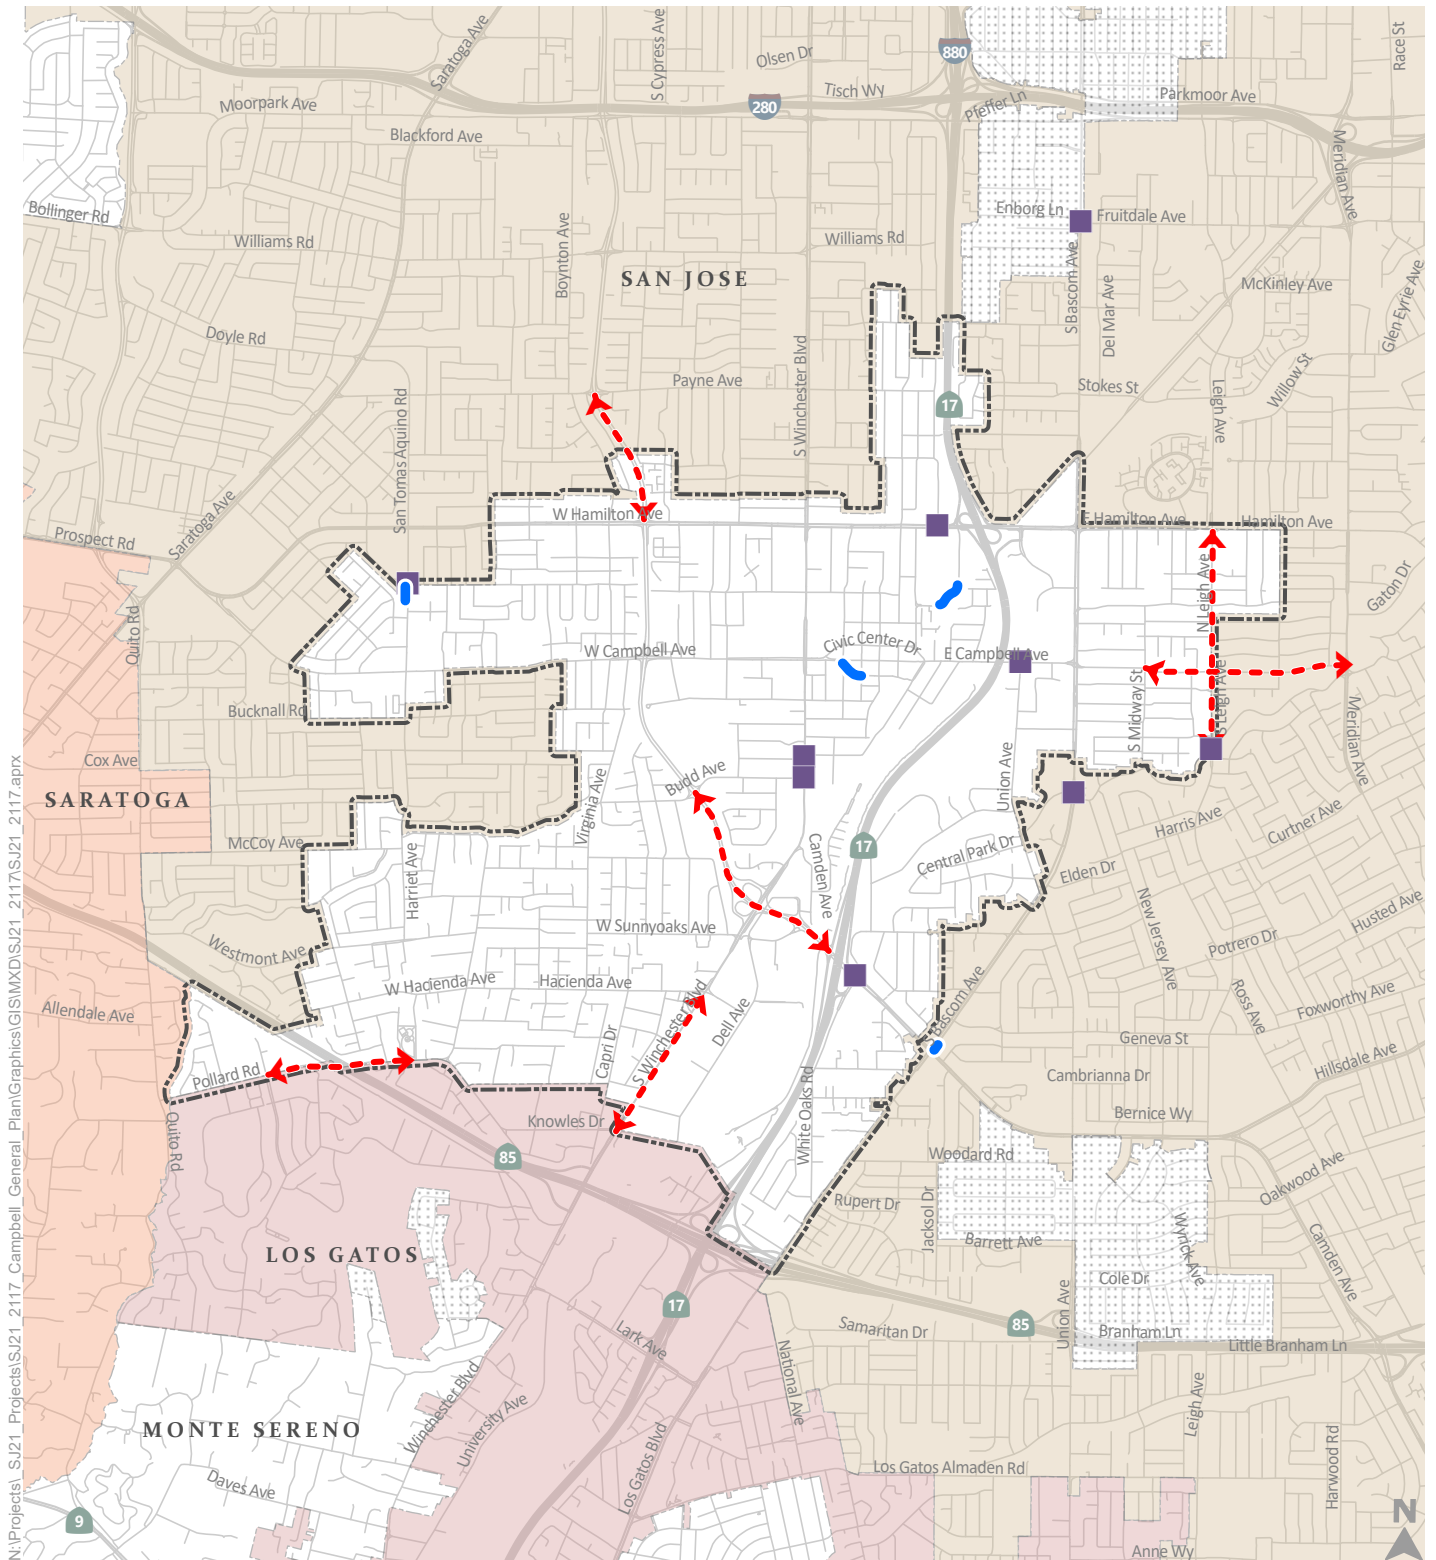 Saratoga Ave
S Cypress Ave
Olsen Dr
880
Race St
Moorpark Ave
280
Tisch Wy
Pfeffer Ln
Parkmoor Ave
Blackford Ave
Meridian Ave
Bollinger Rd
Williams Rd
Boynton Ave
Williams Rd
Enborg Ln
Fruitdale Ave
SAN JOSE
S Bascom Ave
Del Mar Ave
McKinley Ave
Glen Eyrie Ave
Doyle Rd
S Winchester Blvd
Payne Ave
Stokes St
Willow St
Leigh Ave
17
San Tomas Aquino Rd
Saratoga Ave
W Hamilton Ave
E Hamilton Ave
Hamilton Ave
Prospect Rd
Gaton Dr
N Leigh Ave
Quito Rd
W Campbell Ave
Civic Center Dr
E Campbell Ave
S Leigh Ave
S Midway St
Bucknall Rd
Meridian Ave
Cox Ave
Budd Ave
Union Ave
SARATOGA
Virginia Ave
Harris Ave
Curtner Ave
McCoy Ave
Harriet Ave
Camden Ave
17
Central Park Dr
Elden Dr
New Jersey Ave
Husted Ave
W Sunnyoaks Ave
Potrero Dr
Westmont Ave
W Hacienda Ave
Hacienda Ave
S Winchester Blvd
Dell Ave
S Bascom Ave
Ross Ave
Foxworthy Ave
Allendale Ave
Geneva St
Hillsdale Ave
Pollard Rd
Capri Dr
White Oaks Rd
Cambrianna Dr
Bernice Wy
Quito Rd
Knowles Dr
85
Woodard Rd
Oakwood Ave
Rupert Dr
Jacksol Dr
Wyrick Ave
Barrett Ave
LOS GATOS
Camden Ave
Cole Dr
Union Ave
17
85
Samaritan Dr
Branham Ln
Little Branham Ln
Lark Ave
National Ave
Winchester Blvd
University Ave
Leigh Ave
MONTE SERENO
Los Gatos Blvd
Harwood Rd
Los Gatos Almaden Rd
Daves Ave
9
N
Anne Wy
N:\Projects\_SJ21_Projects\SJ21_2117_Campbell_General_Plan\Graphics\GIS\MXD\SJ21_2117\SJ21_2117.aprx